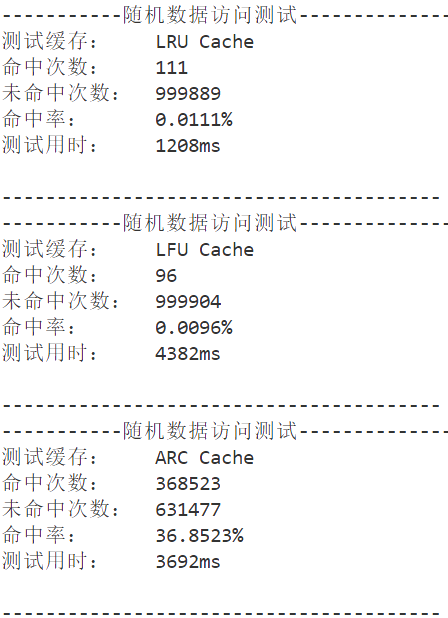 -----------随机数据访问测试-------------
测试缓存：    LRU Cache
命中次数：    111
未命中次数：  999889
命中率：      0.0111%
测试用时：    1208ms
----------------------------------------
-----------随机数据访问测试-------------
测试缓存：    LFU Cache
命中次数：    96
未命中次数：  999904
命中率：      0.0096%
测试用时：    4382ms
----------------------------------------
-----------随机数据访问测试-------------
测试缓存：    ARC Cache
命中次数：    368523
未命中次数：  631477
命中率：      36.8523%
测试用时：    3692ms
----------------------------------------